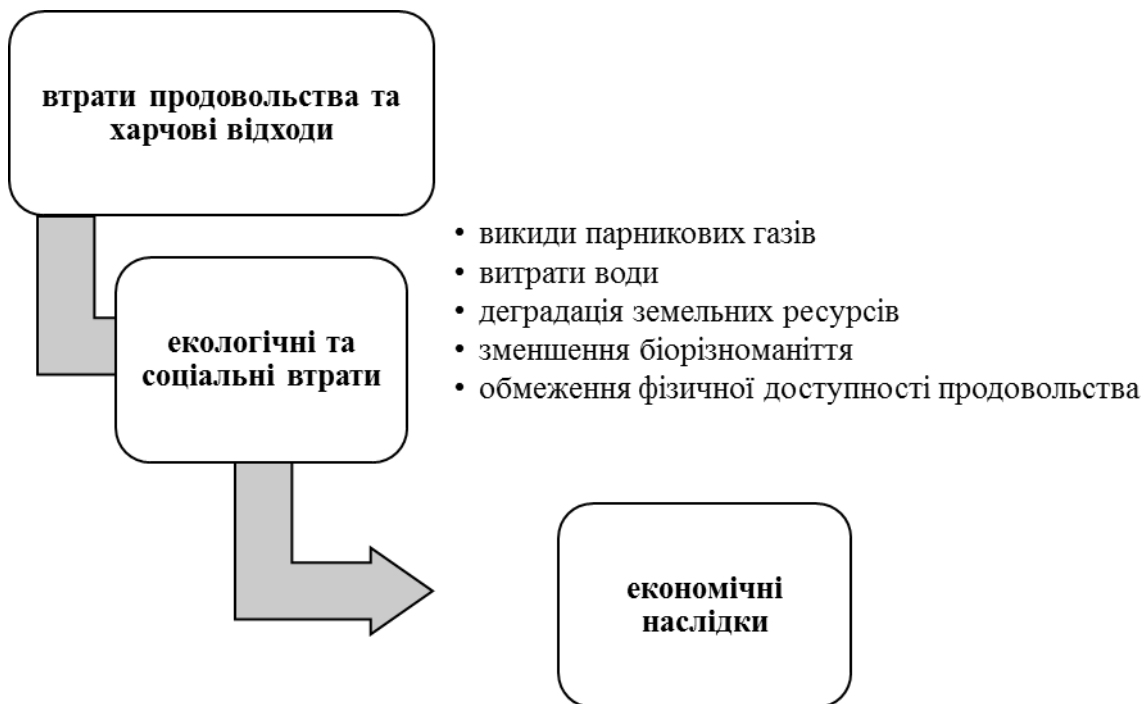 втрати продовольства та
харчові відходи
екологічні та
соціальні втрати
• викиди парникових газів
• витрати води
• деградація земельних ресурсів
• зменшення біорізноманіття
• обмеження фізичної доступності продовольства
економічні
наслідки